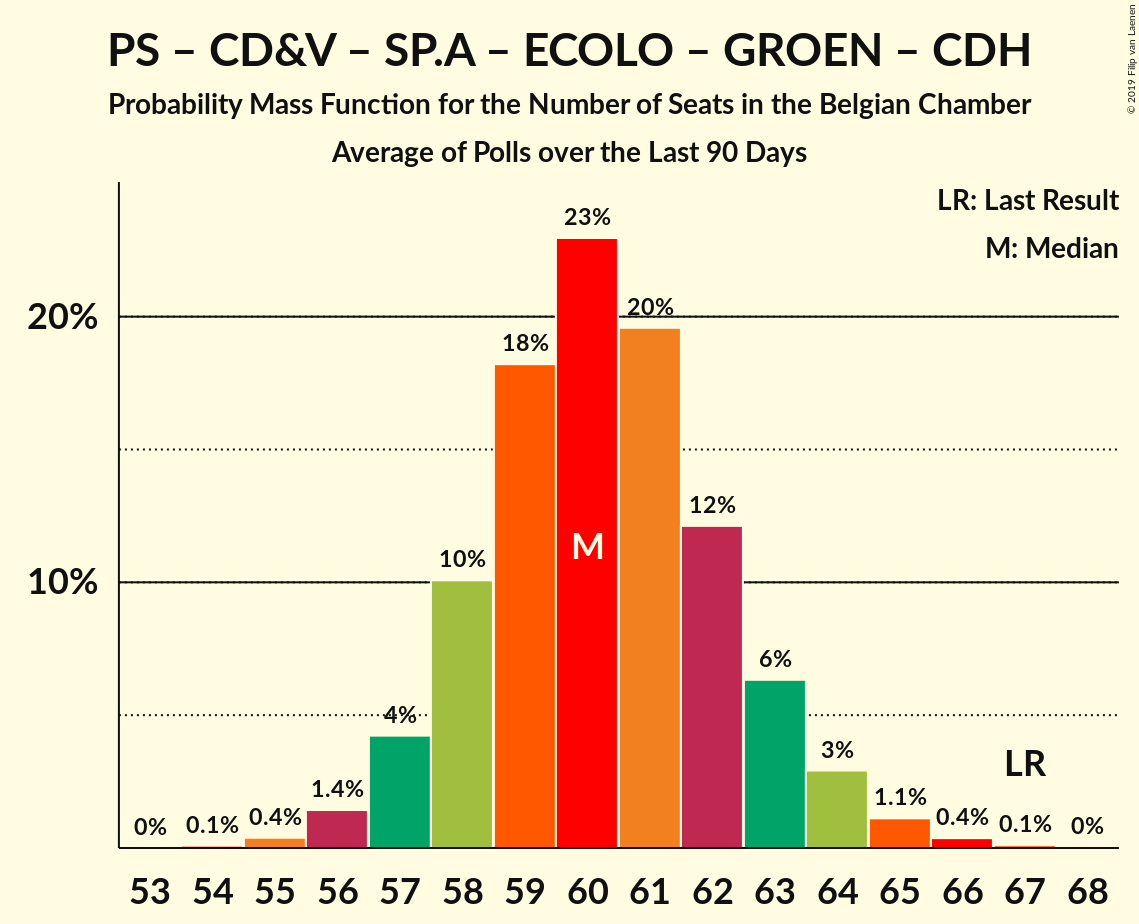 PS – CD&V – SP.A – ECOLO – GROEN – CDH
Probability Mass Function for the Number of Seats in the Belgian Chamber
Average of Polls over the Last 90 Days
© 2019 Filip van Laenen
LR: Last Result
M: Median
20%
10%
0%
0.1%
0.4%
1.4%
4%
10%
18%
23%
20%
12%
6%
3%
1.1%
0.4%
0.1%
0%
M
LR
53 54 55 56 57 58 59 60 61 62 63 64 65 66 67 68